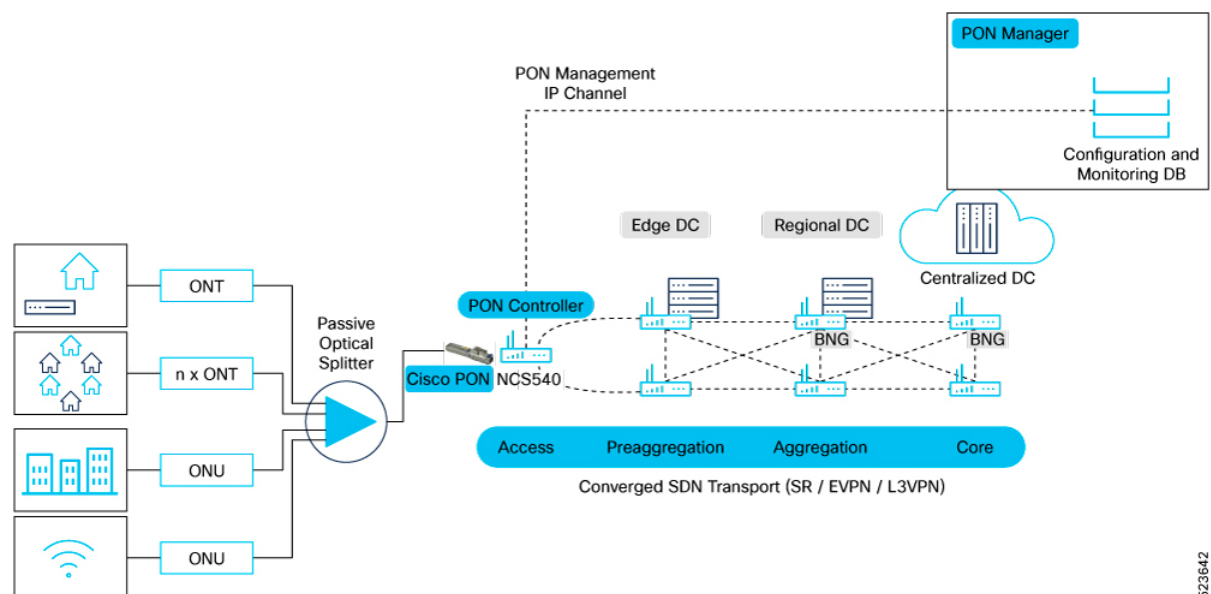 PON Manager
PON Management
IP Channel
Configuration and
Monitoring DB
Edge DC
Regional DC
Centralized DC
ONT
PON Controller
Passive
Optical
Splitter
BNG
BNG
n x ONT
Cisco PON
NCS540
Access
Preaggregation
Aggregation
Core
ONU
Converged SDN Transport (SR / EVPN / L3VPN)
ONU
523642